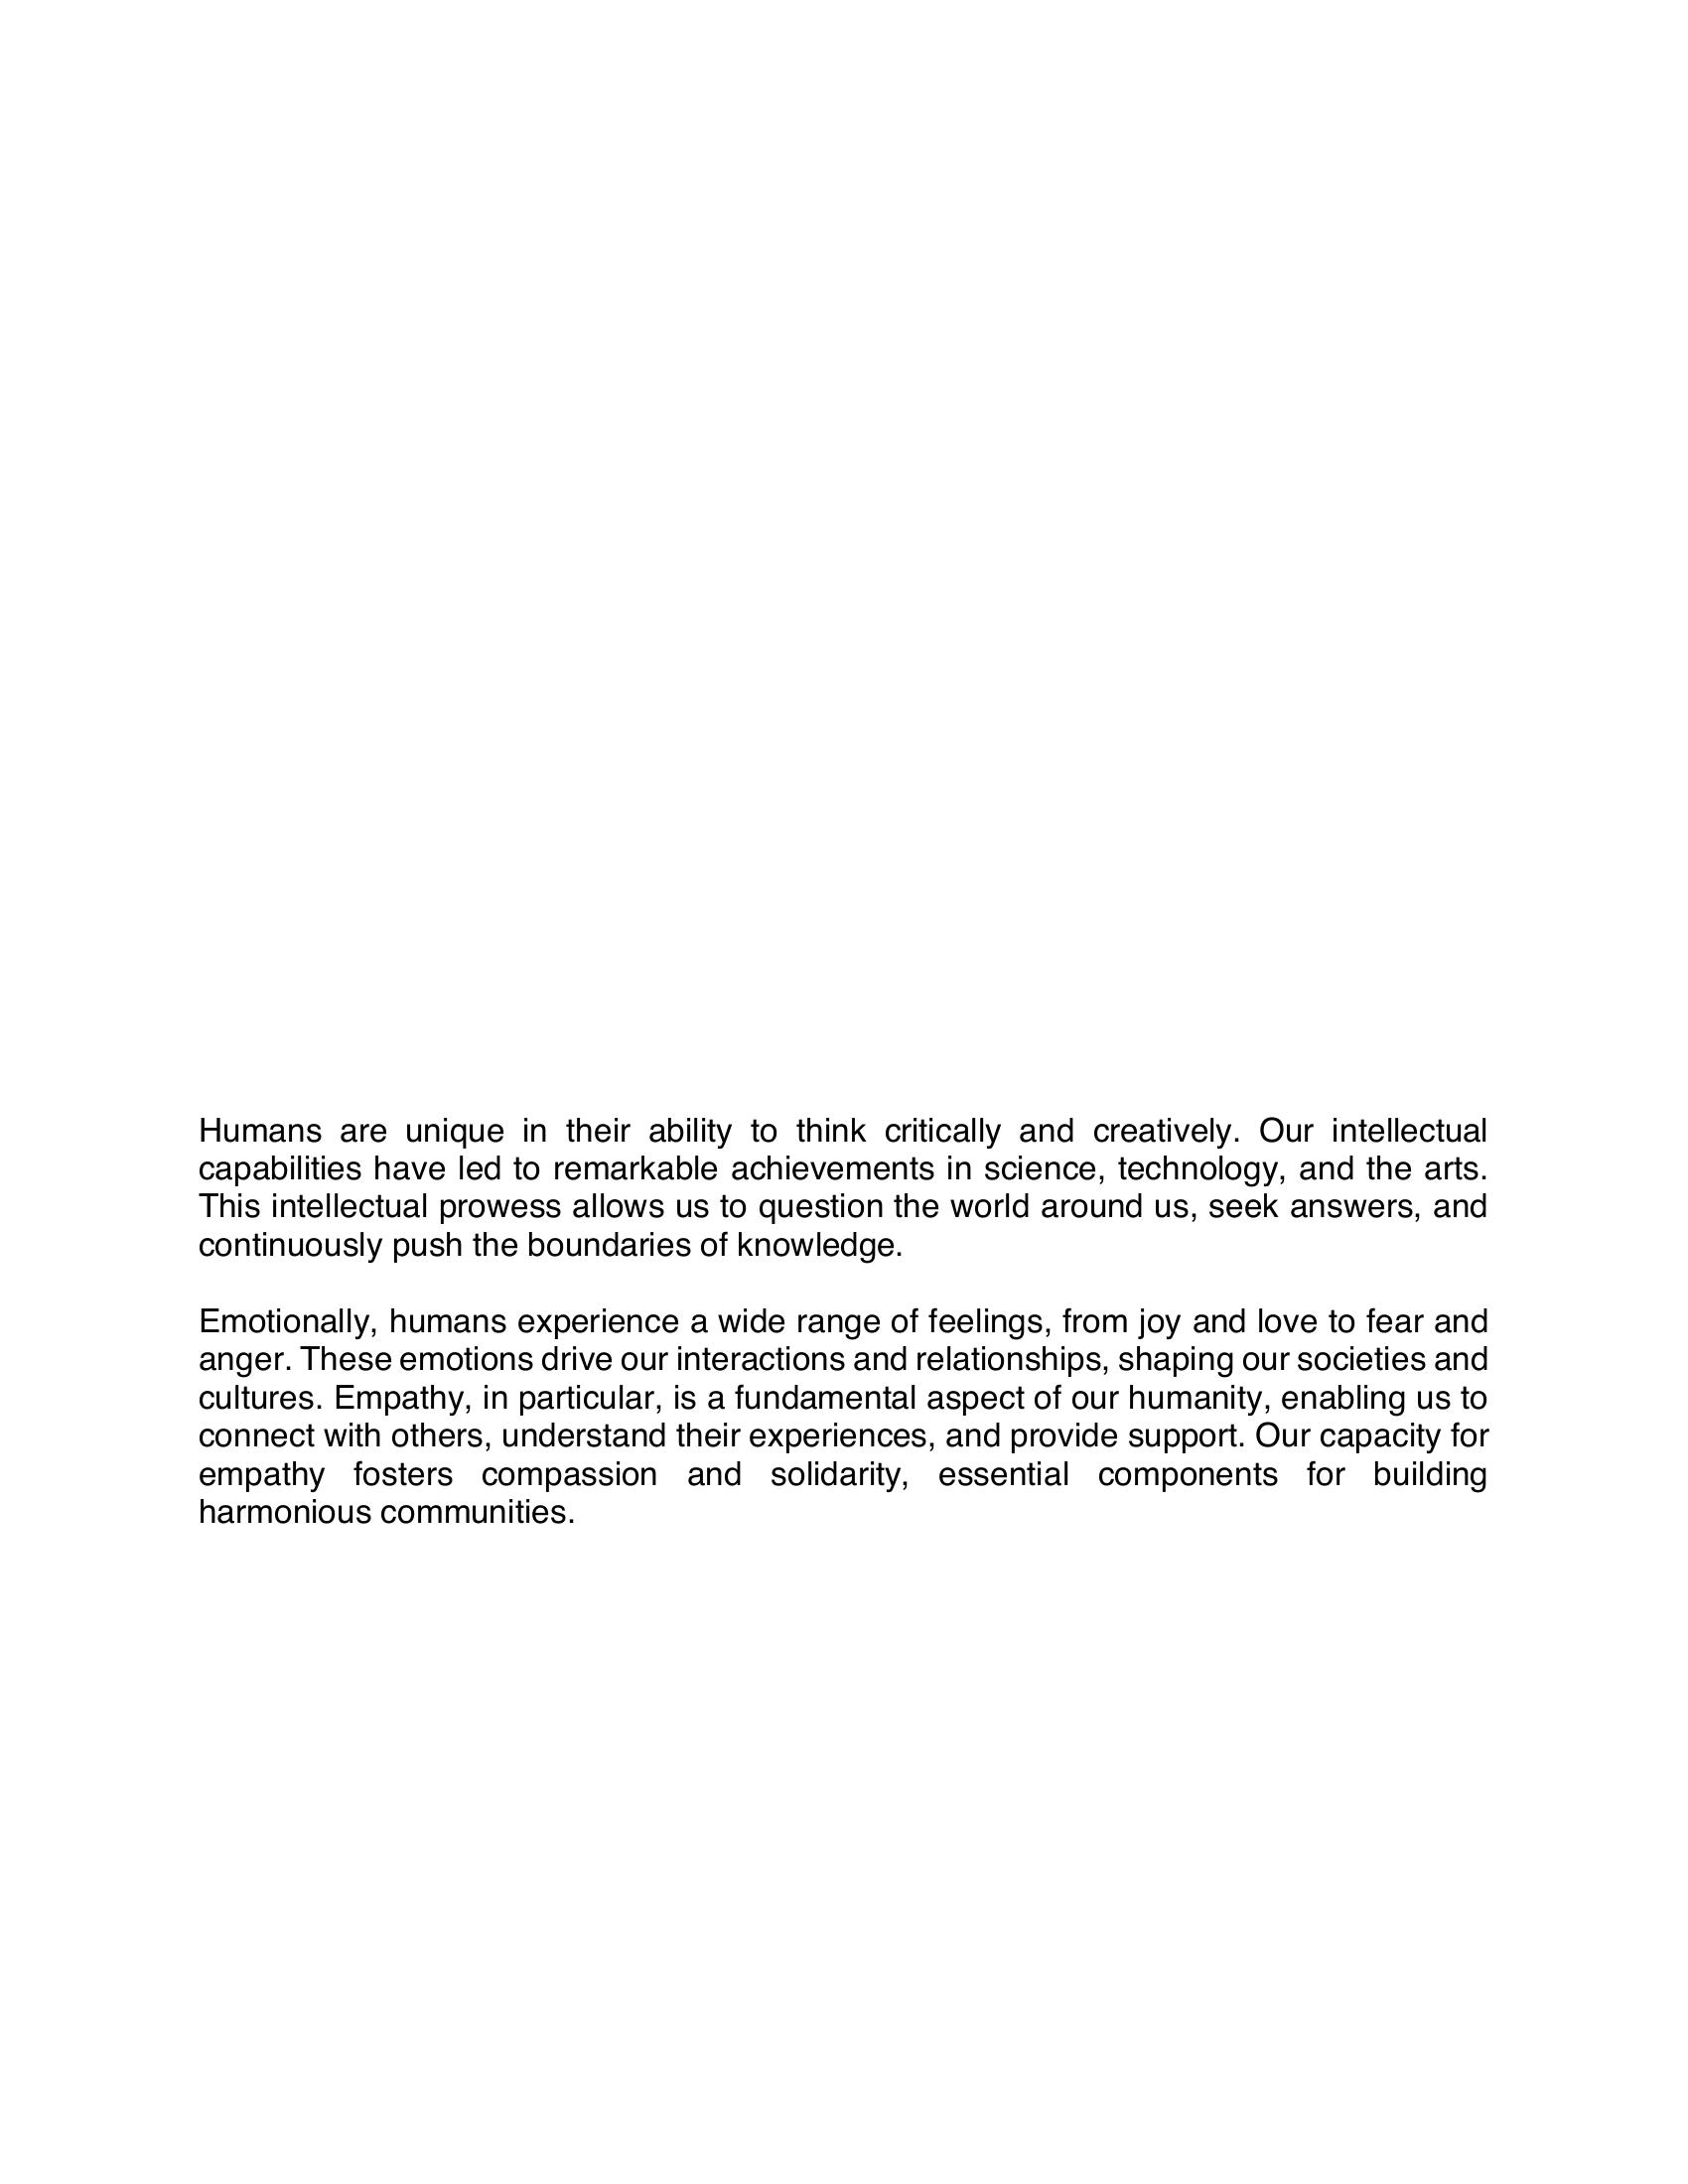 Humans are unique in their ability to think critically and creatively. Our intellectual
capabilities have led to remarkable achievements in science, technology, and the arts.
This intellectual prowess allows us to question the world around us, seek answers, and
continuously push the boundaries of knowledge.
Emotionally, humans experience a wide range of feelings, from joy and love to fear and
anger. These emotions drive our interactions and relationships, shaping our societies and
cultures. Empathy, in particular, is a fundamental aspect of our humanity, enabling us to
connect with others, understand their experiences, and provide support. Our capacity for
empathy fosters compassion and solidarity, essential components for building
harmonious communities.